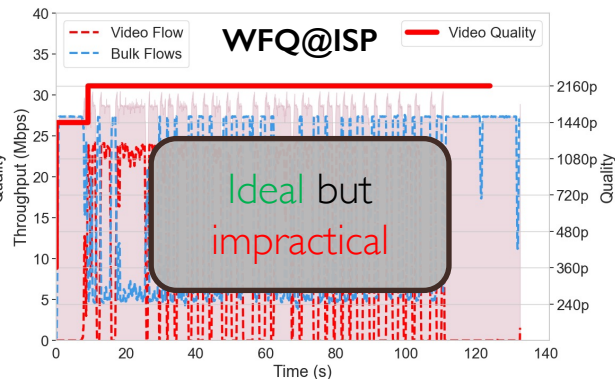 WFQ@ISP
Video Flow
Bulk Flows
Video Quality
40
35
30
25
20
15
10
5
0
Throughput (Mbps)
2160p
1440p
1080p
720p
480p
360p
240p
Quality
Ideal but
impractical
0 20 40 60 80 100 120 140
Time (s)